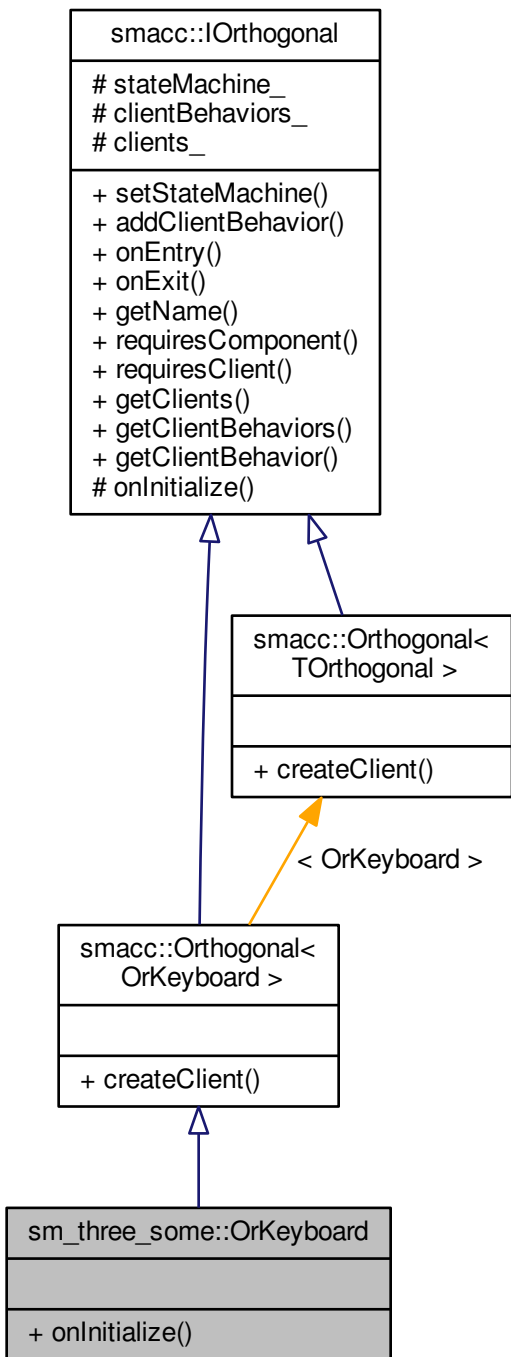 smacc::IOrthogonal
# stateMachine_
# clientBehaviors_
# clients_
+ setStateMachine()
+ addClientBehavior()
+ onEntry()
+ onExit()
+ getName()
+ requiresComponent()
+ requiresClient()
+ getClients()
+ getClientBehaviors()
+ getClientBehavior()
# onInitialize()
smacc::Orthogonal<
TOrthogonal >
+ createClient()
< OrKeyboard >
smacc::Orthogonal<
OrKeyboard >
+ createClient()
sm_three_some::OrKeyboard
+ onInitialize()